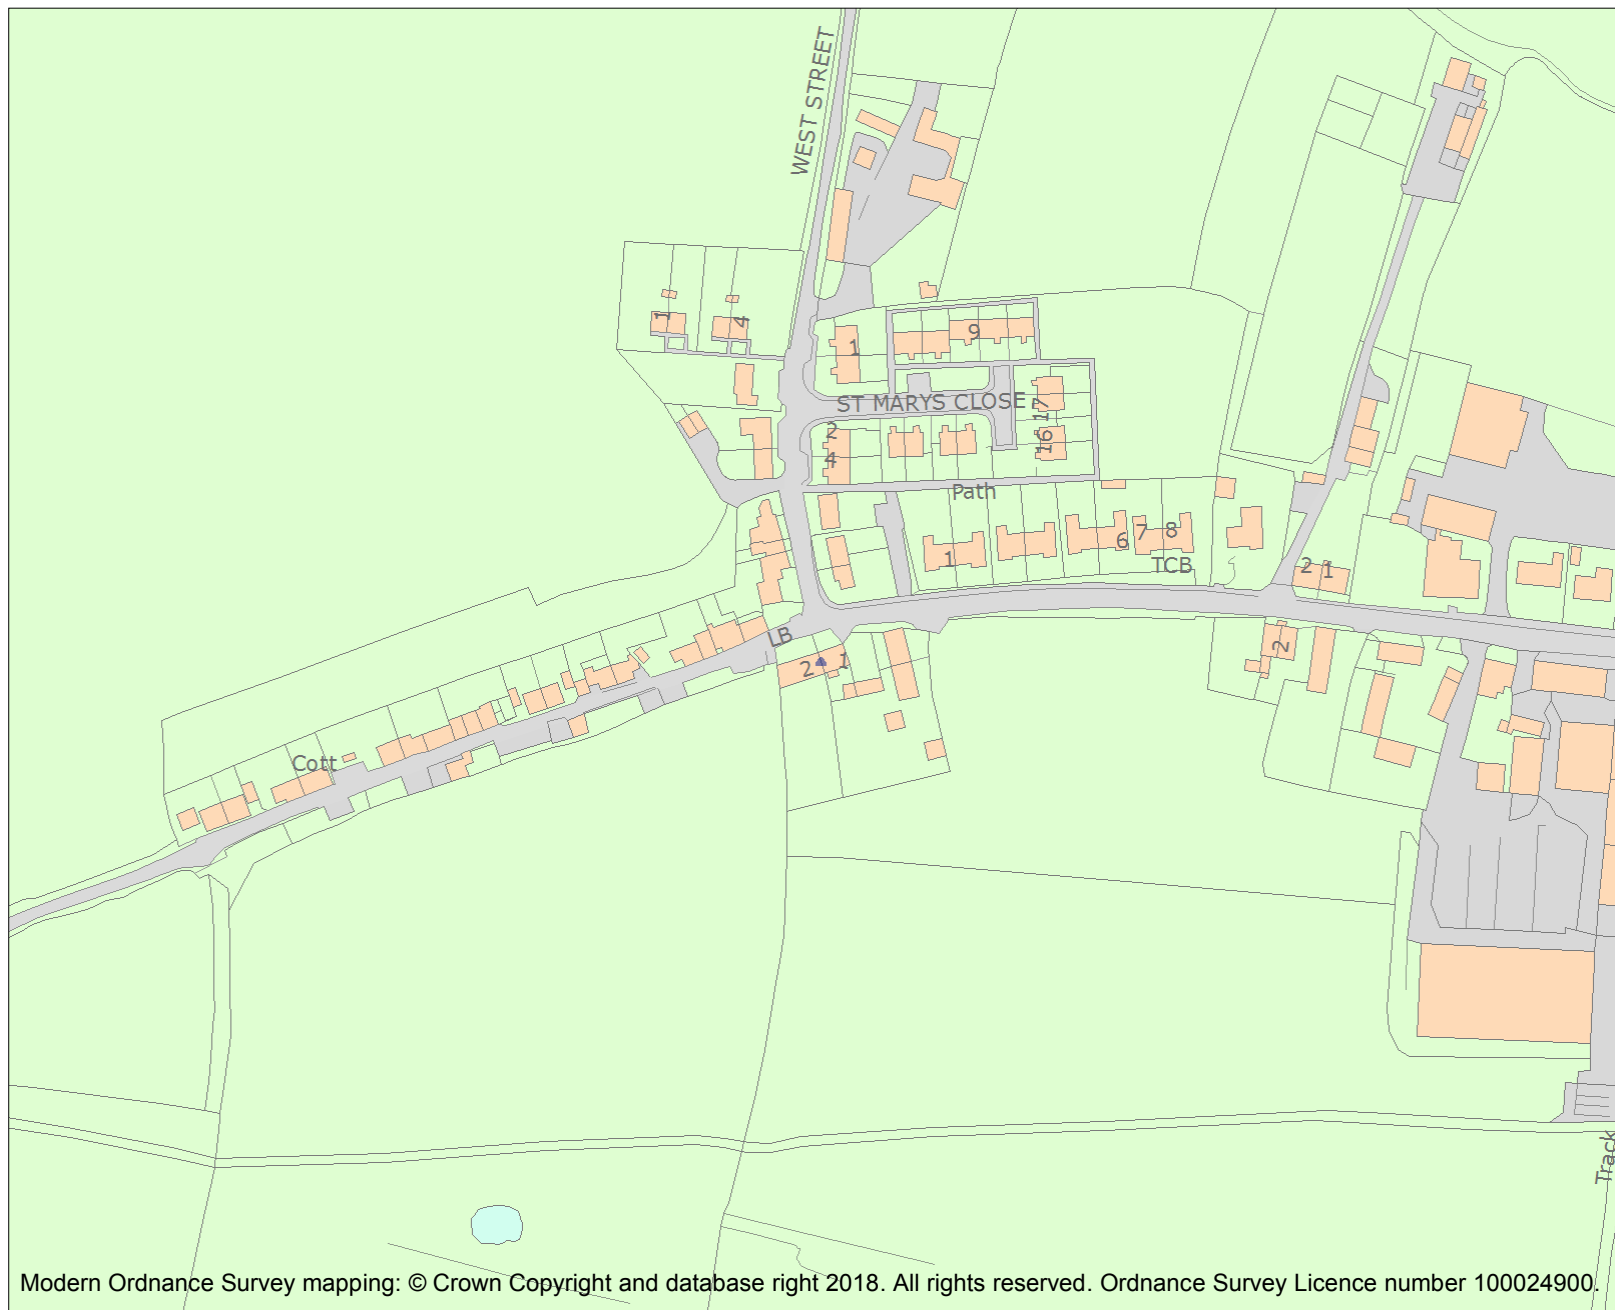 WEST STREET
1
4
1
9
ST MARYS CLOSE
17
2
4
16
Path
1
6
7
8
TCB
2
1
LB
2
1
2
Cott
Track
Modern Ordnance Survey mapping: © Crown Copyright and database right 2018. All rights reserved. Ordnance Survey Licence number 100024900.